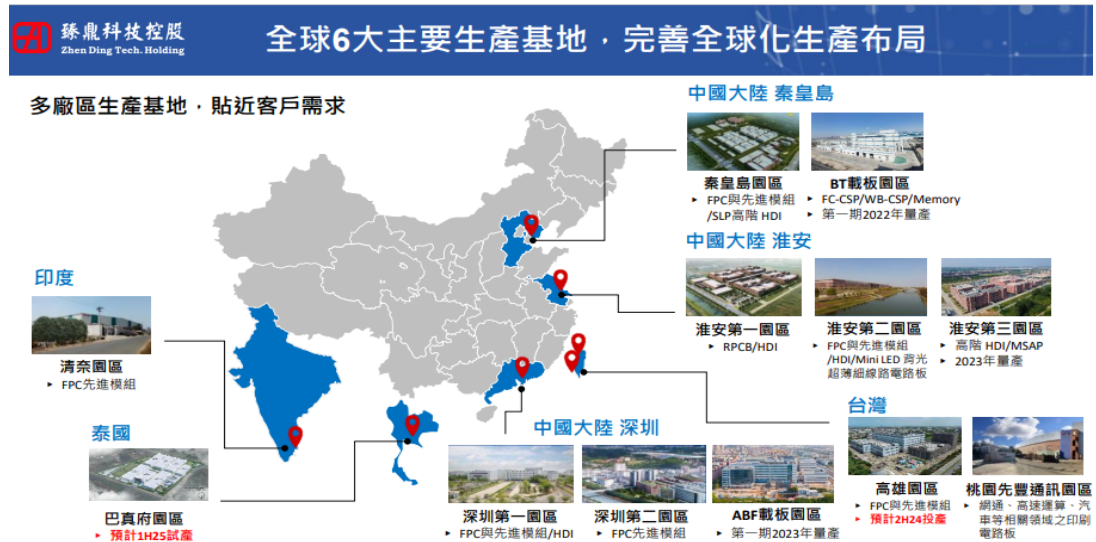 臻鼎科技控股
Zhen Ding Tech. Holding
全球6大主要生產基地，完善全球化生產布局
多廠區生產基地，貼近客戶需求
中國大陸 秦皇島
秦皇島園區
▸ FPC與先進模組
/SLP高階 HDI
BT載板園區
▸ FC-CSP/WB-CSP/Memory
▸ 第一期2022年量產
中國大陸 淮安
淮安第一園區
▸ RPCB/HDI
淮安第二園區
▸ FPC與先進模組
/HDI/Mini LED 背光
超薄細線路電路板
淮安第三園區
▸ 高階 HDI/MSAP
▸ 2023年量產
印度
清奈園區
▸ FPC先進模組
泰國
巴真府園區
▸ 預計1H25試產
中國大陸 深圳
深圳第一園區
▸ FPC與先進模組/HDI
深圳第二園區
▸ FPC先進模組
ABF載板園區
▸ 第一期2023年量產
台灣
高雄園區
▸ FPC與先進模組
▸ 預計2H24投產
桃園先豐通訊園區
▸ 網通、高速運算、汽
車等相關領域之印刷
電路板